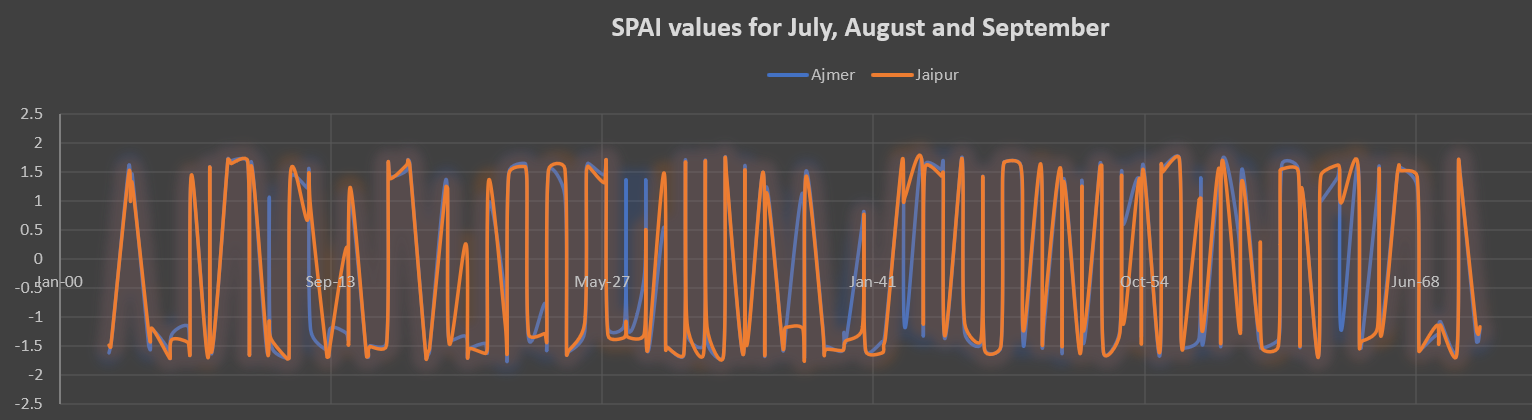 SPAI values for July, August and September
Ajmer
Jaipur
2.5
2
1.5
1
0.5
0
Jan-00
Sep-13
May-27
Jan-41
Oct-54
Jun-68
-0.5
-1
-1.5
-2
-2.5